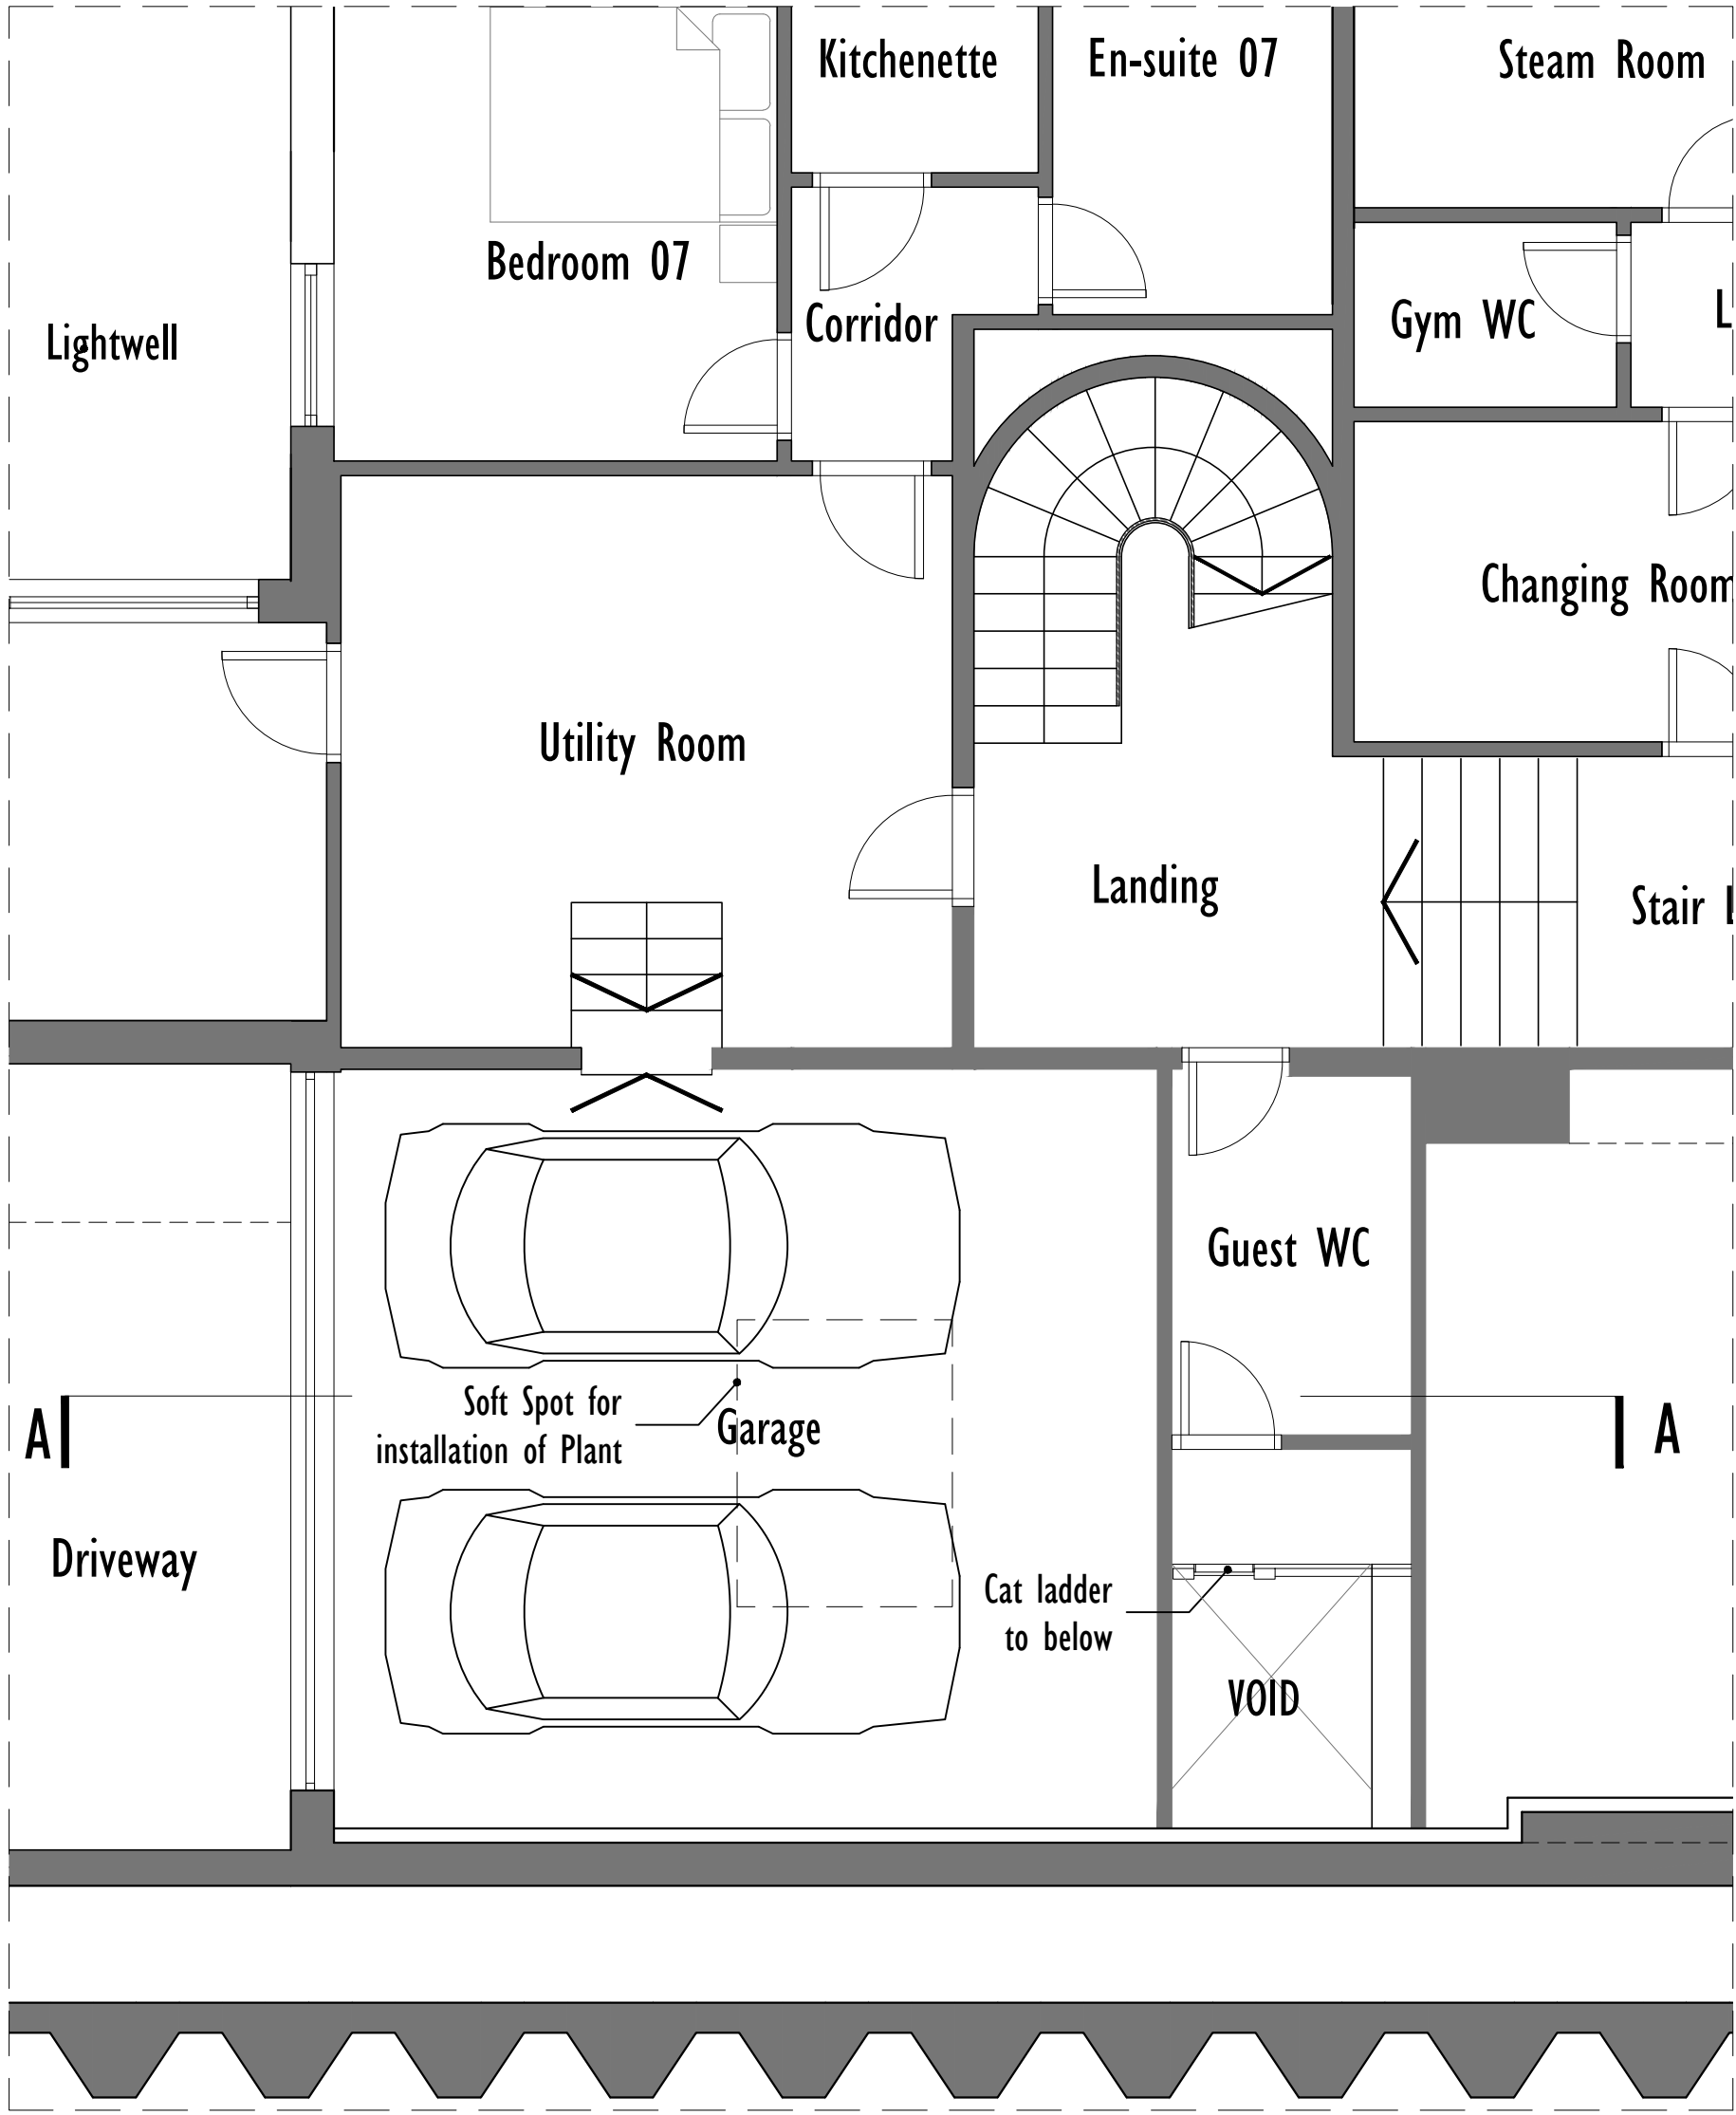 Kitchenette
En-suite 07
Steam Room
Bedroom 07
Corridor
Gym WC
L
Lightwell
Changing Room
Utility Room
Landing
Stair L
Guest WC
Soft Spot for
installation of Plant
Garage
A
A
Driveway
Cat ladder
to below
VOID